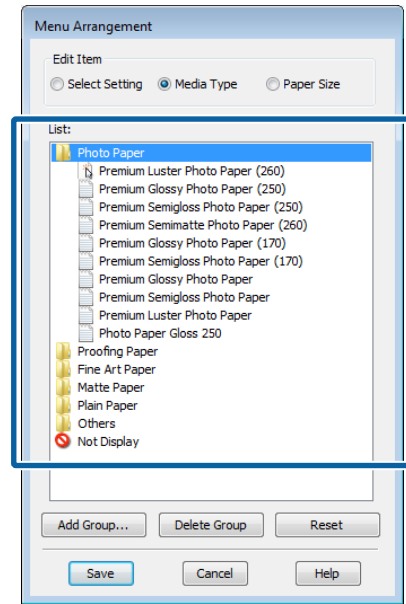 Menu Arrangement
Edit Item
Select Setting Media Type Paper Size
List:
Photo Paper
Premium Luster Photo Paper (260)
Premium Glossy Photo Paper (250)
Premium Semigloss Photo Paper (250)
Premium Semimatte Photo Paper (260)
Premium Glossy Photo Paper (170)
Premium Semigloss Photo Paper (170)
Premium Glossy Photo Paper
Premium Semigloss Photo Paper
Premium Luster Photo Paper
Photo Paper Gloss 250
Proofing Paper
Fine Art Paper
Matte Paper
Plain Paper
Others
Not Display
Add Group... Delete Group Reset
Save Cancel Help